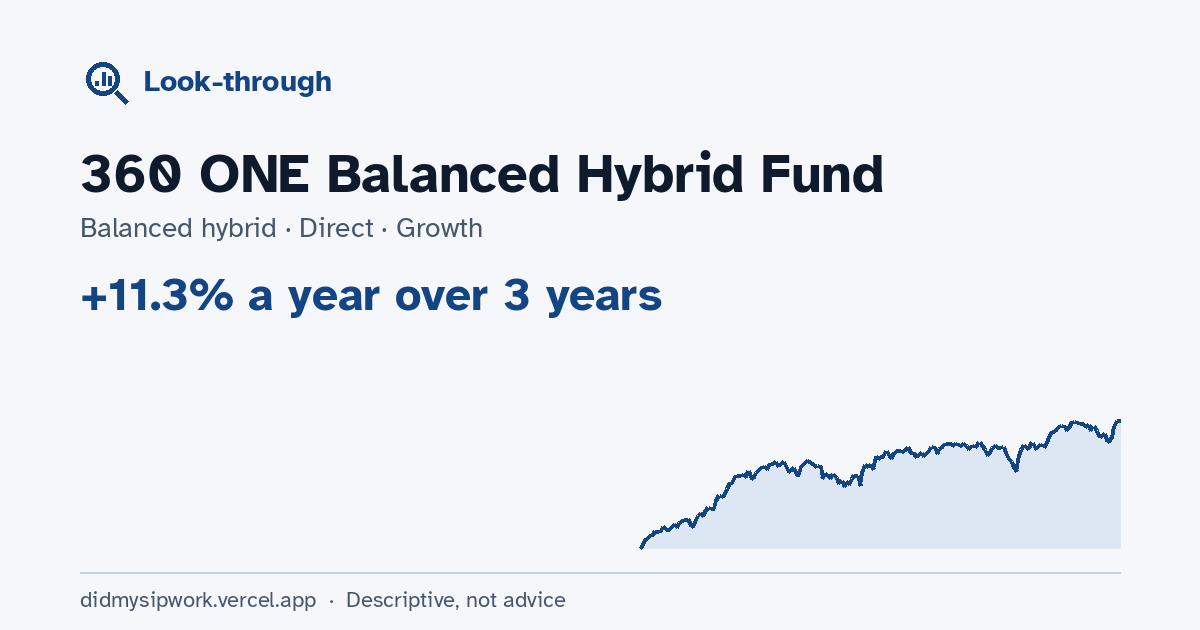 Look-through
360 ONE Balanced Hybrid Fund
Balanced hybrid · Direct · Growth
+11.3% a year over 3 years
didmysipwork.vercel.app · Descriptive, not advice